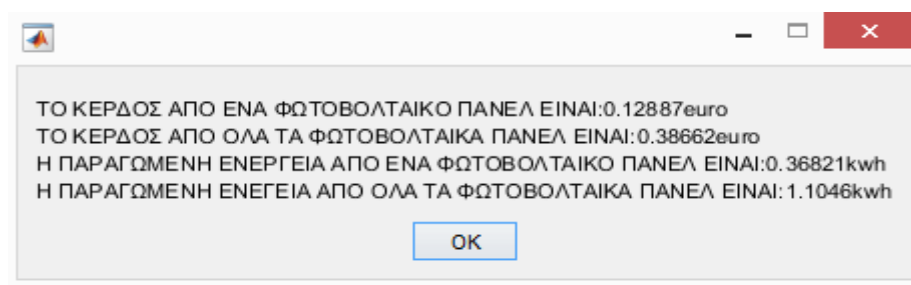 ΤΟ ΚΕΡΔΟΣ ΑΠΟ ΕΝΑ ΦΩΤΟΒΟΛΤΑΙΚΟ ΠΑΝΕΛ ΕΙΝΑΙ:0.12887euro
ΤΟ ΚΕΡΔΟΣ ΑΠΟ ΟΛΑ ΤΑ ΦΩΤΟΒΟΛΤΑΙΚΑ ΠΑΝΕΛ ΕΙΝΑΙ:0.38662euro
Η ΠΑΡΑΓΩΜΕΝΗ ΕΝΕΡΓΕΙΑ ΑΠΟ ΕΝΑ ΦΩΤΟΒΟΛΤΑΙΚΟ ΠΑΝΕΛ ΕΙΝΑΙ:0.36821kwh
Η ΠΑΡΑΓΩΜΕΝΗ ΕΝΕΓΕΙΑ ΑΠΟ ΟΛΑ ΤΑ ΦΩΤΟΒΟΛΤΑΙΚΑ ΠΑΝΕΛ ΕΙΝΑΙ:1.1046kwh
OK